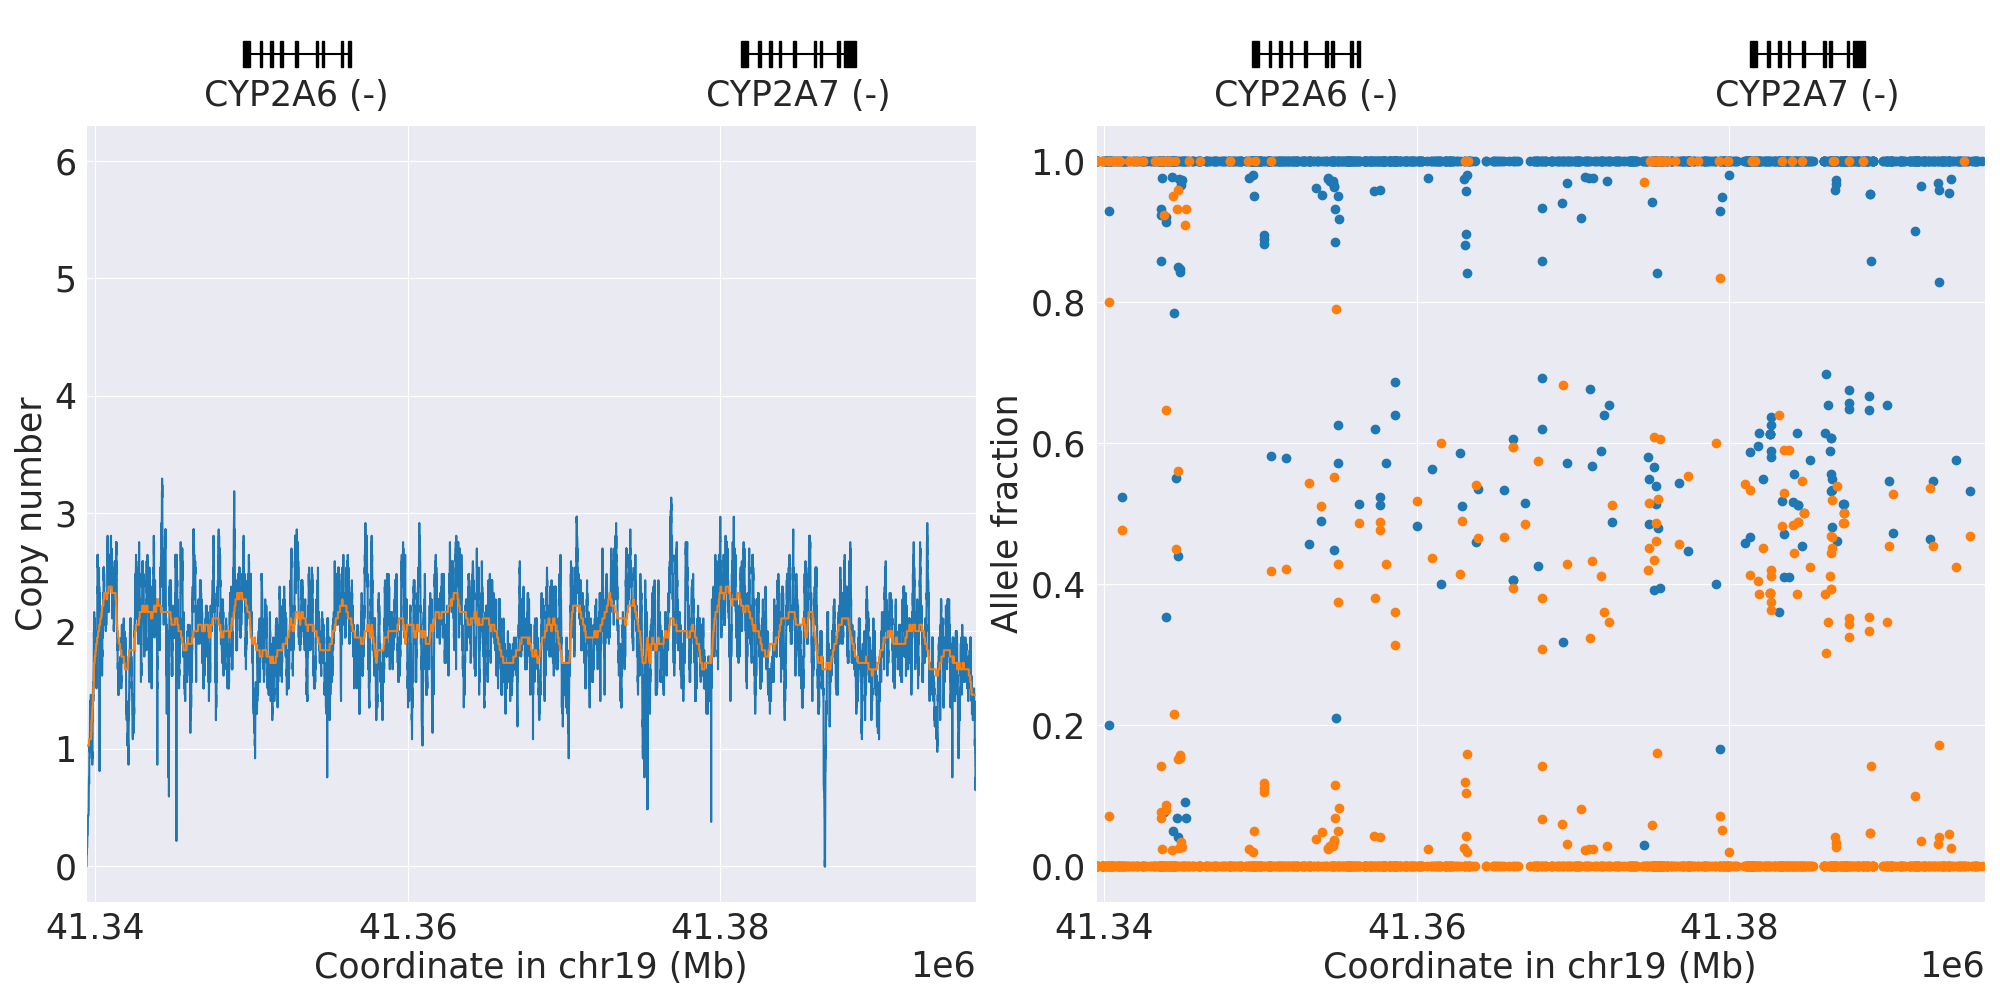 CYP2A6 (-)
CYP2A7 (-)
6
5
4
3
2
1
0
Copy number
41.34
41.36
41.38
Coordinate in chr19 (Mb)
1e6
CYP2A6 (-)
CYP2A7 (-)
1.0
0.8
0.6
0.4
0.2
0.0
Allele fraction
41.34
41.36
41.38
Coordinate in chr19 (Mb)
1e6